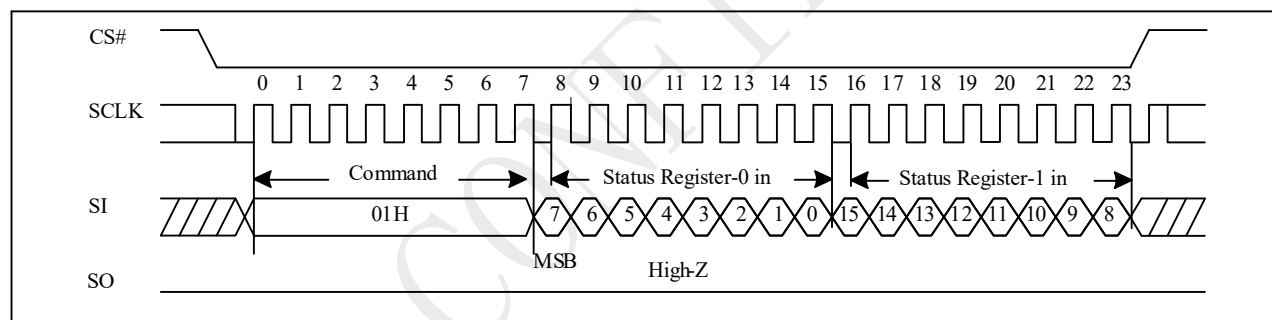 CS#
0 1 2 3 4 5 6 7 8 9 10 11 12 13 14 15 16 17 18 19 20 21 22 23
SCLK
Command Status Register-0 in Status Register-1 in
SI 01H 7 6 5 4 3 2 1 0 15 14 13 12 11 10 9 8
MSB High-Z
SO